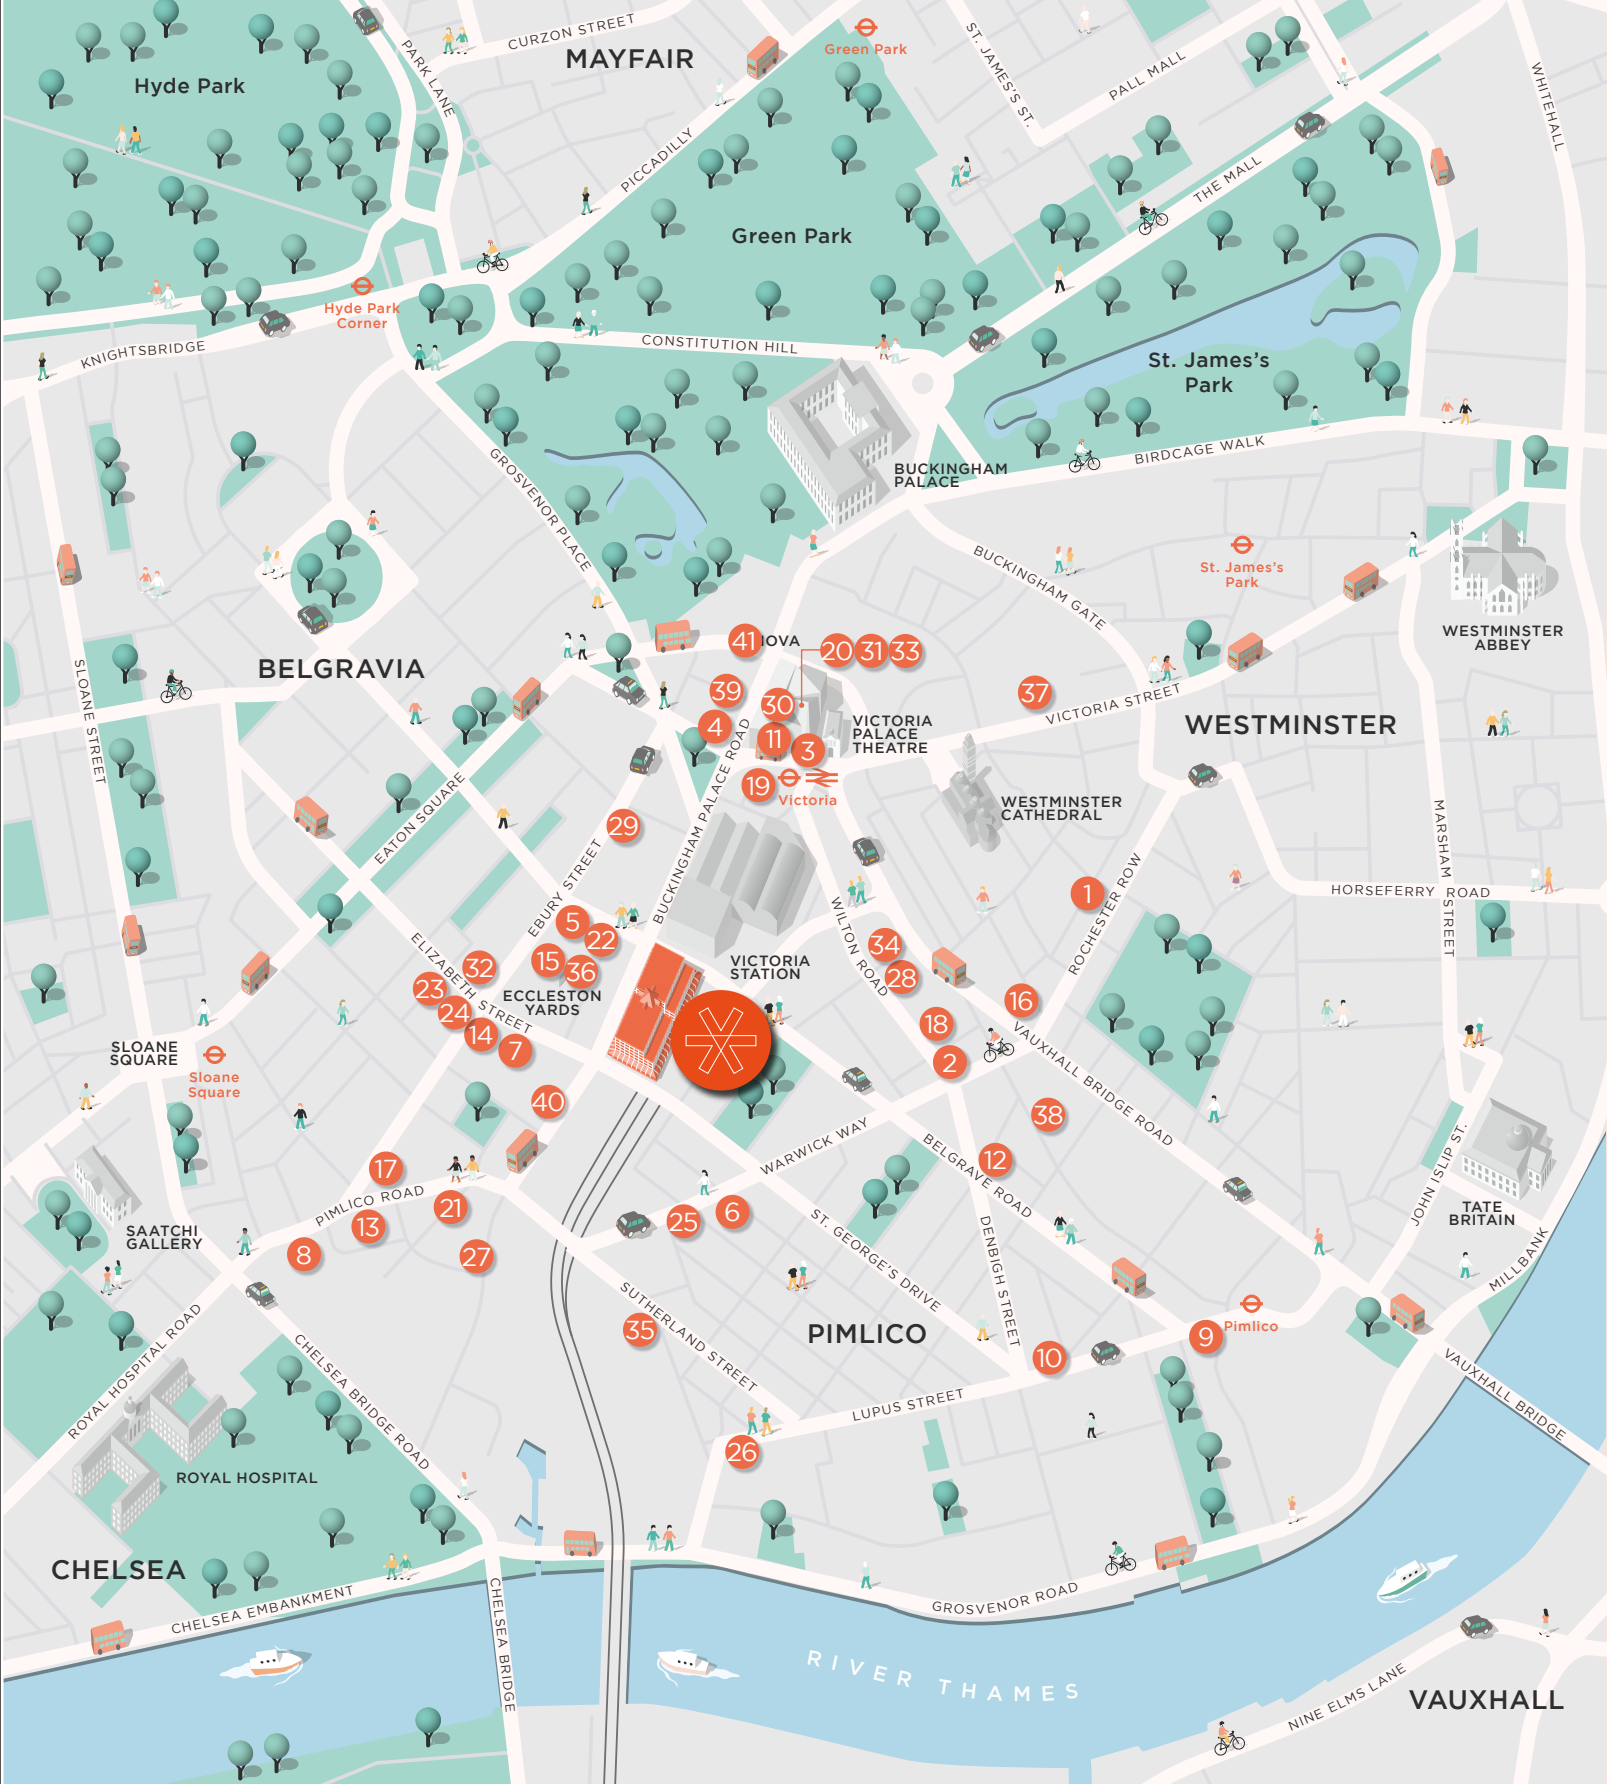 CURZON STREET
MAYFAIR
Green Park
ST. JAMES'S ST.
PALL MALL
WHITEHALL
Hyde Park
PARK LANE
PICCADILLY
THE MALL
Green Park
Hyde Park
Corner
KNIGHTSBRIDGE
CONSTITUTION HILL
St. James's
Park
BIRDCAGE WALK
BUCKINGHAM
PALACE
GROSVENOR PLACE
BUCKINGHAM GATE
St. James's
Park
WESTMINSTER
ABBEY
41
NOVA
20
31
33
BELGRAVIA
SLOANE STREET
39
30
37
VICTORIA STREET
4
11
3
VICTORIA
PALACE
THEATRE
WESTMINSTER
19
Victoria
BUCKINGHAM PALACE ROAD
WESTMINSTER
CATHEDRAL
EATON SQUARE
29
EBURY STREET
MARSHAM STREET
HORSEFERRY ROAD
1
ROCHESTER ROW
5
22
WILTON ROAD
34
28
15
36
32
ELIZABETH STREET
23
24
14
7
ECCLESTON
YARDS
VICTORIA
STATION
16
18
2
VAUXHALL BRIDGE ROAD
SLOANE
SQUARE
Sloane
Square
40
38
WARWICK WAY
BELGRAVE ROAD
12
JOHN ISLIP ST.
TATE
BRITAIN
17
PIMLICO ROAD
13
21
8
27
25
6
SAATCHI
GALLERY
ST. GEORGE'S DRIVE
DENBIGH STREET
MILLBANK
ROYAL HOSPITAL ROAD
CHELSEA BRIDGE ROAD
SUTHERLAND STREET
35
PIMLICO
Pimlico
9
10
VAUXHALL BRIDGE
LUPUS STREET
26
ROYAL HOSPITAL
CHELSEA
CHELSEA EMBANKMENT
CHELSEA BRIDGE
GROSVENOR ROAD
RIVER THAMES
NINE ELMS LANE
VAUXHALL